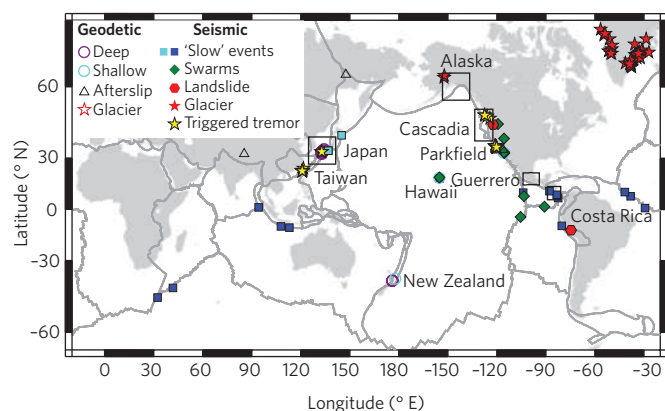 Geodetic Seismic
Deep 'Slow' events
Shallow Swarms
Afterslip Landslide
Glacier Glacier
Triggered tremor
Alaska
Cascadia
Japan
Parkfield
Taiwan
Hawaii
Guerrero
Costa Rica
New Zealand
60
30
0
−30
−60
Latitude (° N)
0 30 60 90 120 150 180 −150 −120 −90 −60 −30
Longitude (° E)